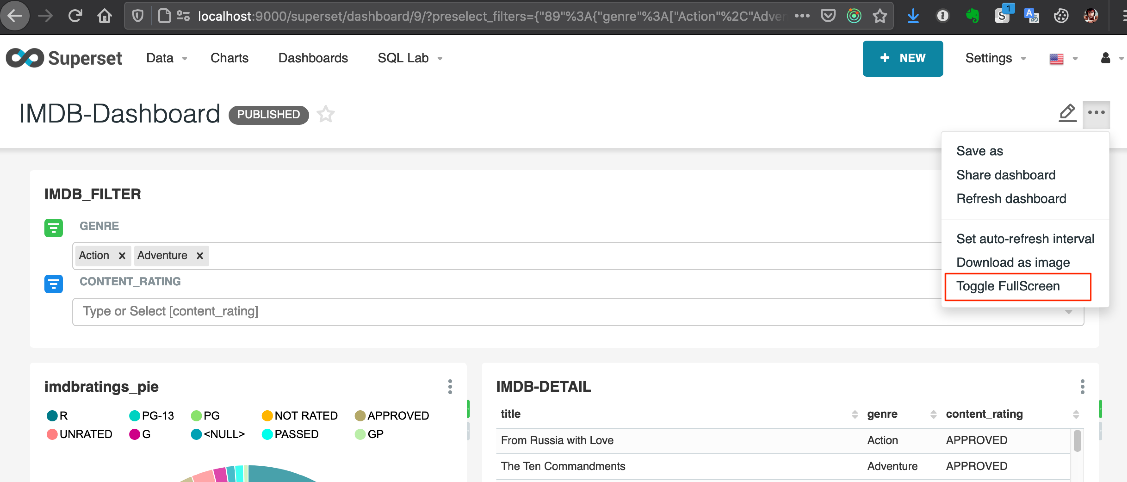 localhost:9000/superset/dashboard/9/?preselect_filters={"89"%3A{"genre"%3A["Action"%2C"Adve
S 1
Superset Data Charts Dashboards SQL Lab + NEW Settings
IMDB-Dashboard PUBLISHED
Save as
Share dashboard
Refresh dashboard
Set auto-refresh interval
Download as image
Toggle FullScreen
IMDB_FILTER
GENRE
Action × Adventure ×
CONTENT_RATING
Type or Select [content_rating]
imdbratings_pie
R PG-13 PG NOT RATED APPROVED
UNRATED G <NULL> PASSED GP
IMDB-DETAIL
title genre content_rating
From Russia with Love Action APPROVED
The Ten Commandments Adventure APPROVED